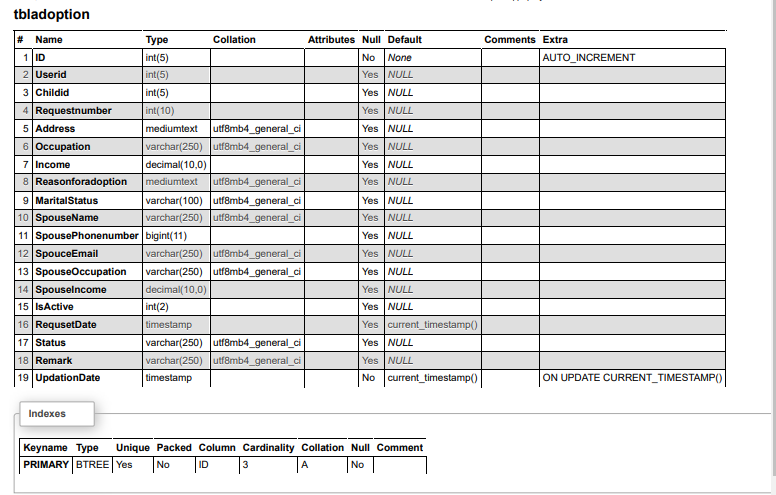 tbladoption
# Name Type Collation Attributes Null Default Comments Extra
1 ID int(5) No None AUTO_INCREMENT
2 Userid int(5) Yes NULL
3 Childid int(5) Yes NULL
4 Requestnumber int(10) Yes NULL
5 Address mediumtext utf8mb4_general_ci Yes NULL
6 Occupation varchar(250) utf8mb4_general_ci Yes NULL
7 Income decimal(10,0) Yes NULL
8 Reasonforadoption mediumtext utf8mb4_general_ci Yes NULL
9 MaritalStatus varchar(100) utf8mb4_general_ci Yes NULL
10 SpouseName varchar(250) utf8mb4_general_ci Yes NULL
11 SpousePhonenumber bigint(11) Yes NULL
12 SpouceEmail varchar(250) utf8mb4_general_ci Yes NULL
13 SpouseOccupation varchar(250) utf8mb4_general_ci Yes NULL
14 SpouseIncome decimal(10,0) Yes NULL
15 IsActive int(2) Yes NULL
16 RequsetDate timestamp Yes current_timestamp()
17 Status varchar(250) utf8mb4_general_ci Yes NULL
18 Remark varchar(250) utf8mb4_general_ci Yes NULL
19 UpdationDate timestamp No current_timestamp() ON UPDATE CURRENT_TIMESTAMP()
Indexes
Keyname Type Unique Packed Column Cardinality Collation Null Comment
PRIMARY BTREE Yes No ID 3 A No